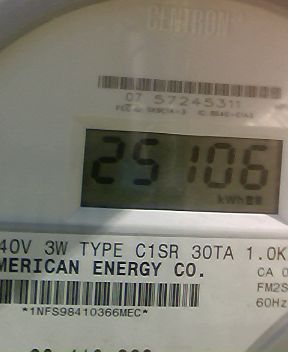 CENTRON
07 57245311
25106
kWh
40V 3W TYPE C1SR 30TA 1.0K
MERICAN ENERGY CO.
CA 0
FM2S
60Hz
*1NFS98410366MEC*